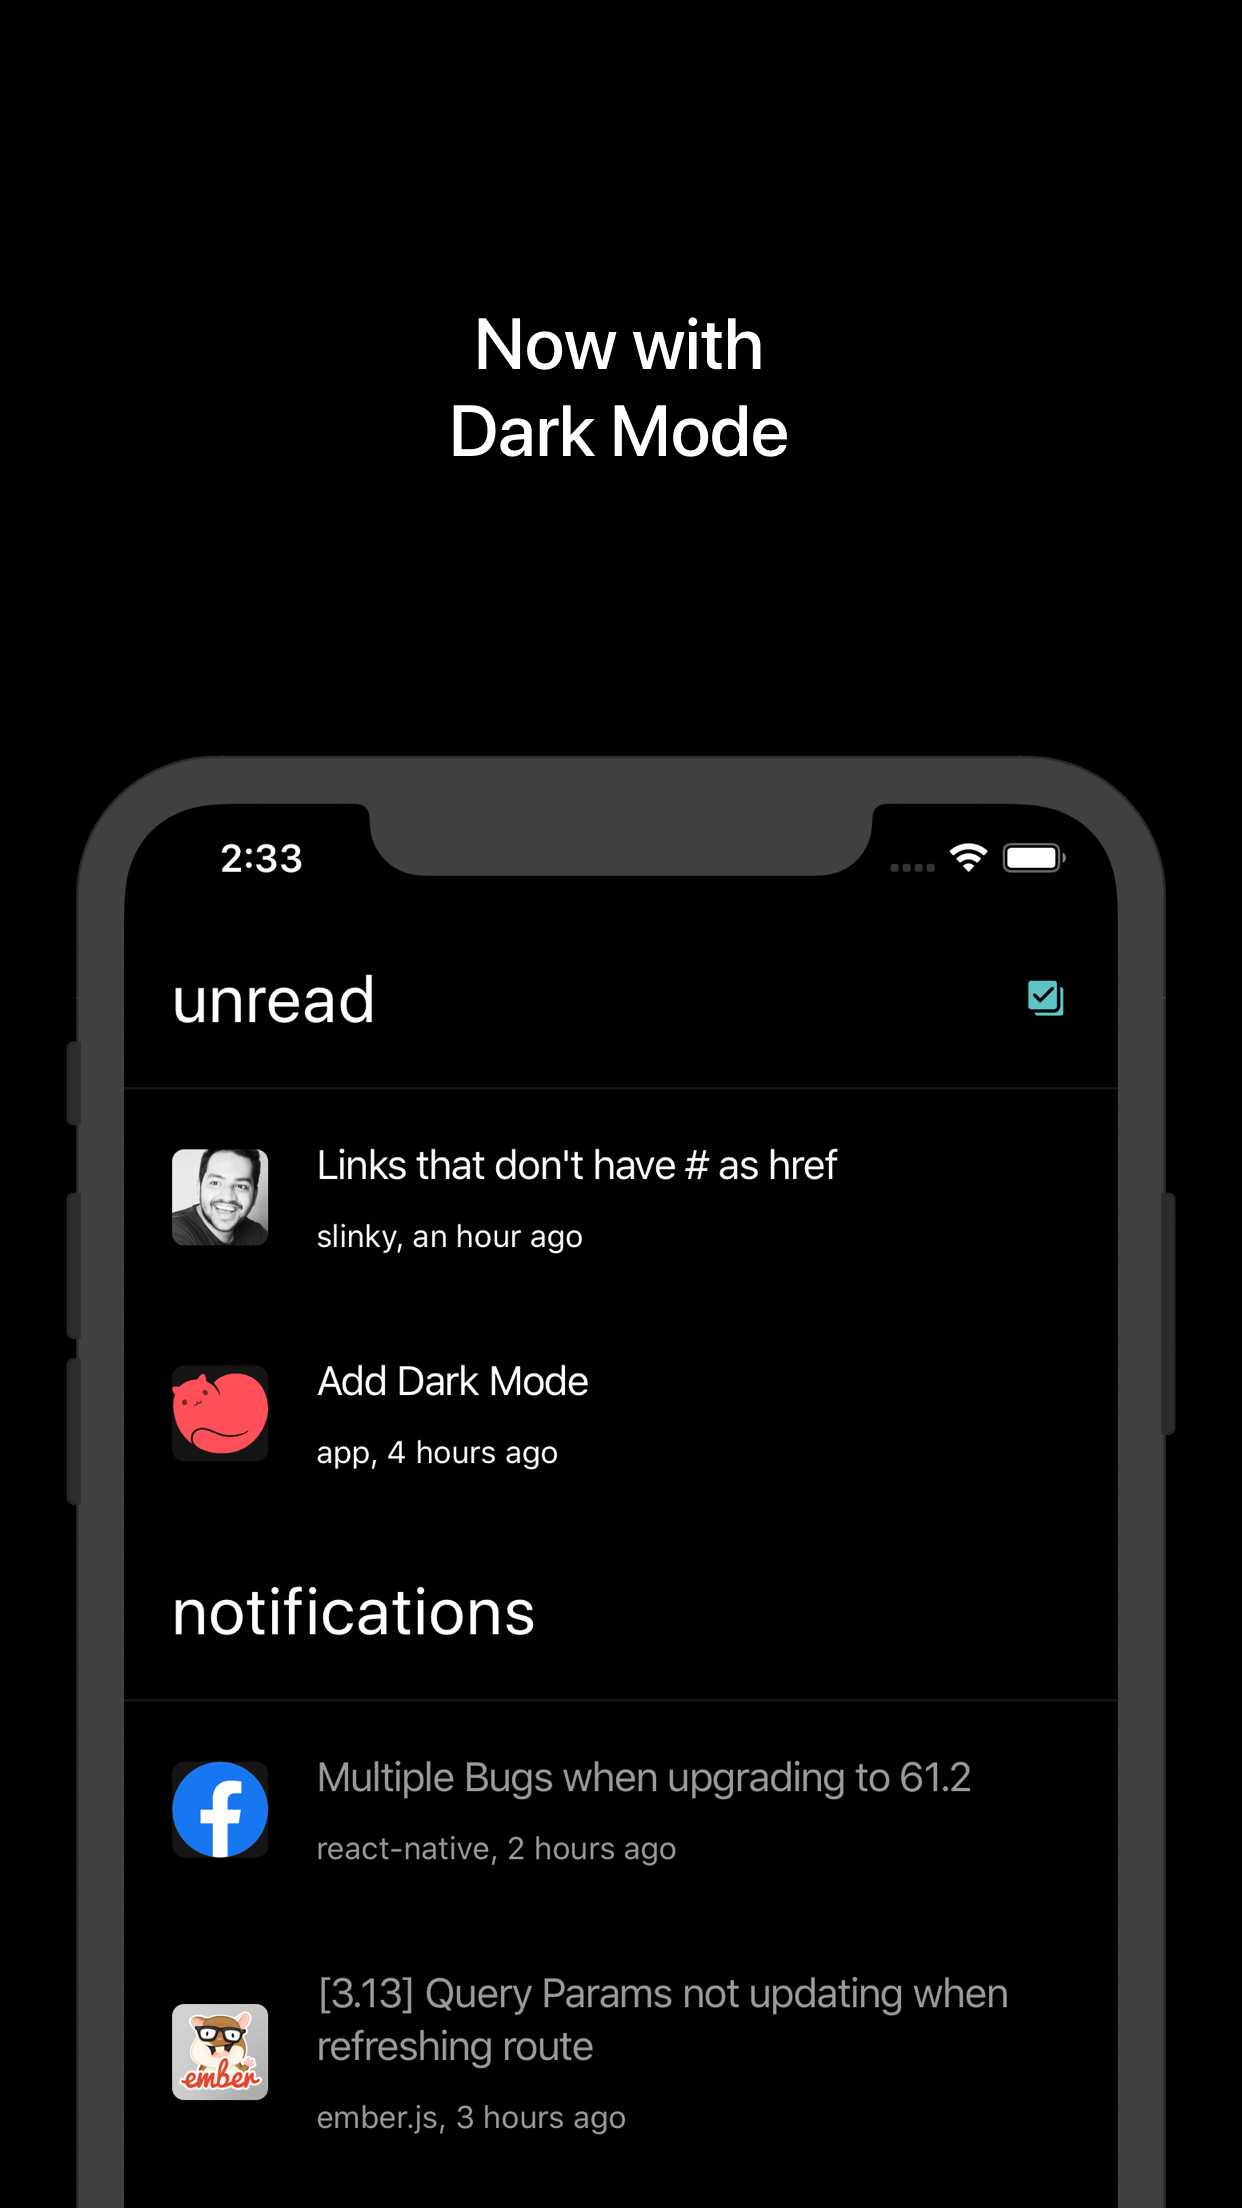 Now with
Dark Mode
2:33
unread
Links that don't have # as href
slinky, an hour ago
Add Dark Mode
app, 4 hours ago
notifications
Multiple Bugs when upgrading to 61.2
react-native, 2 hours ago
[3.13] Query Params not updating when
refreshing route
ember
ember.js, 3 hours ago